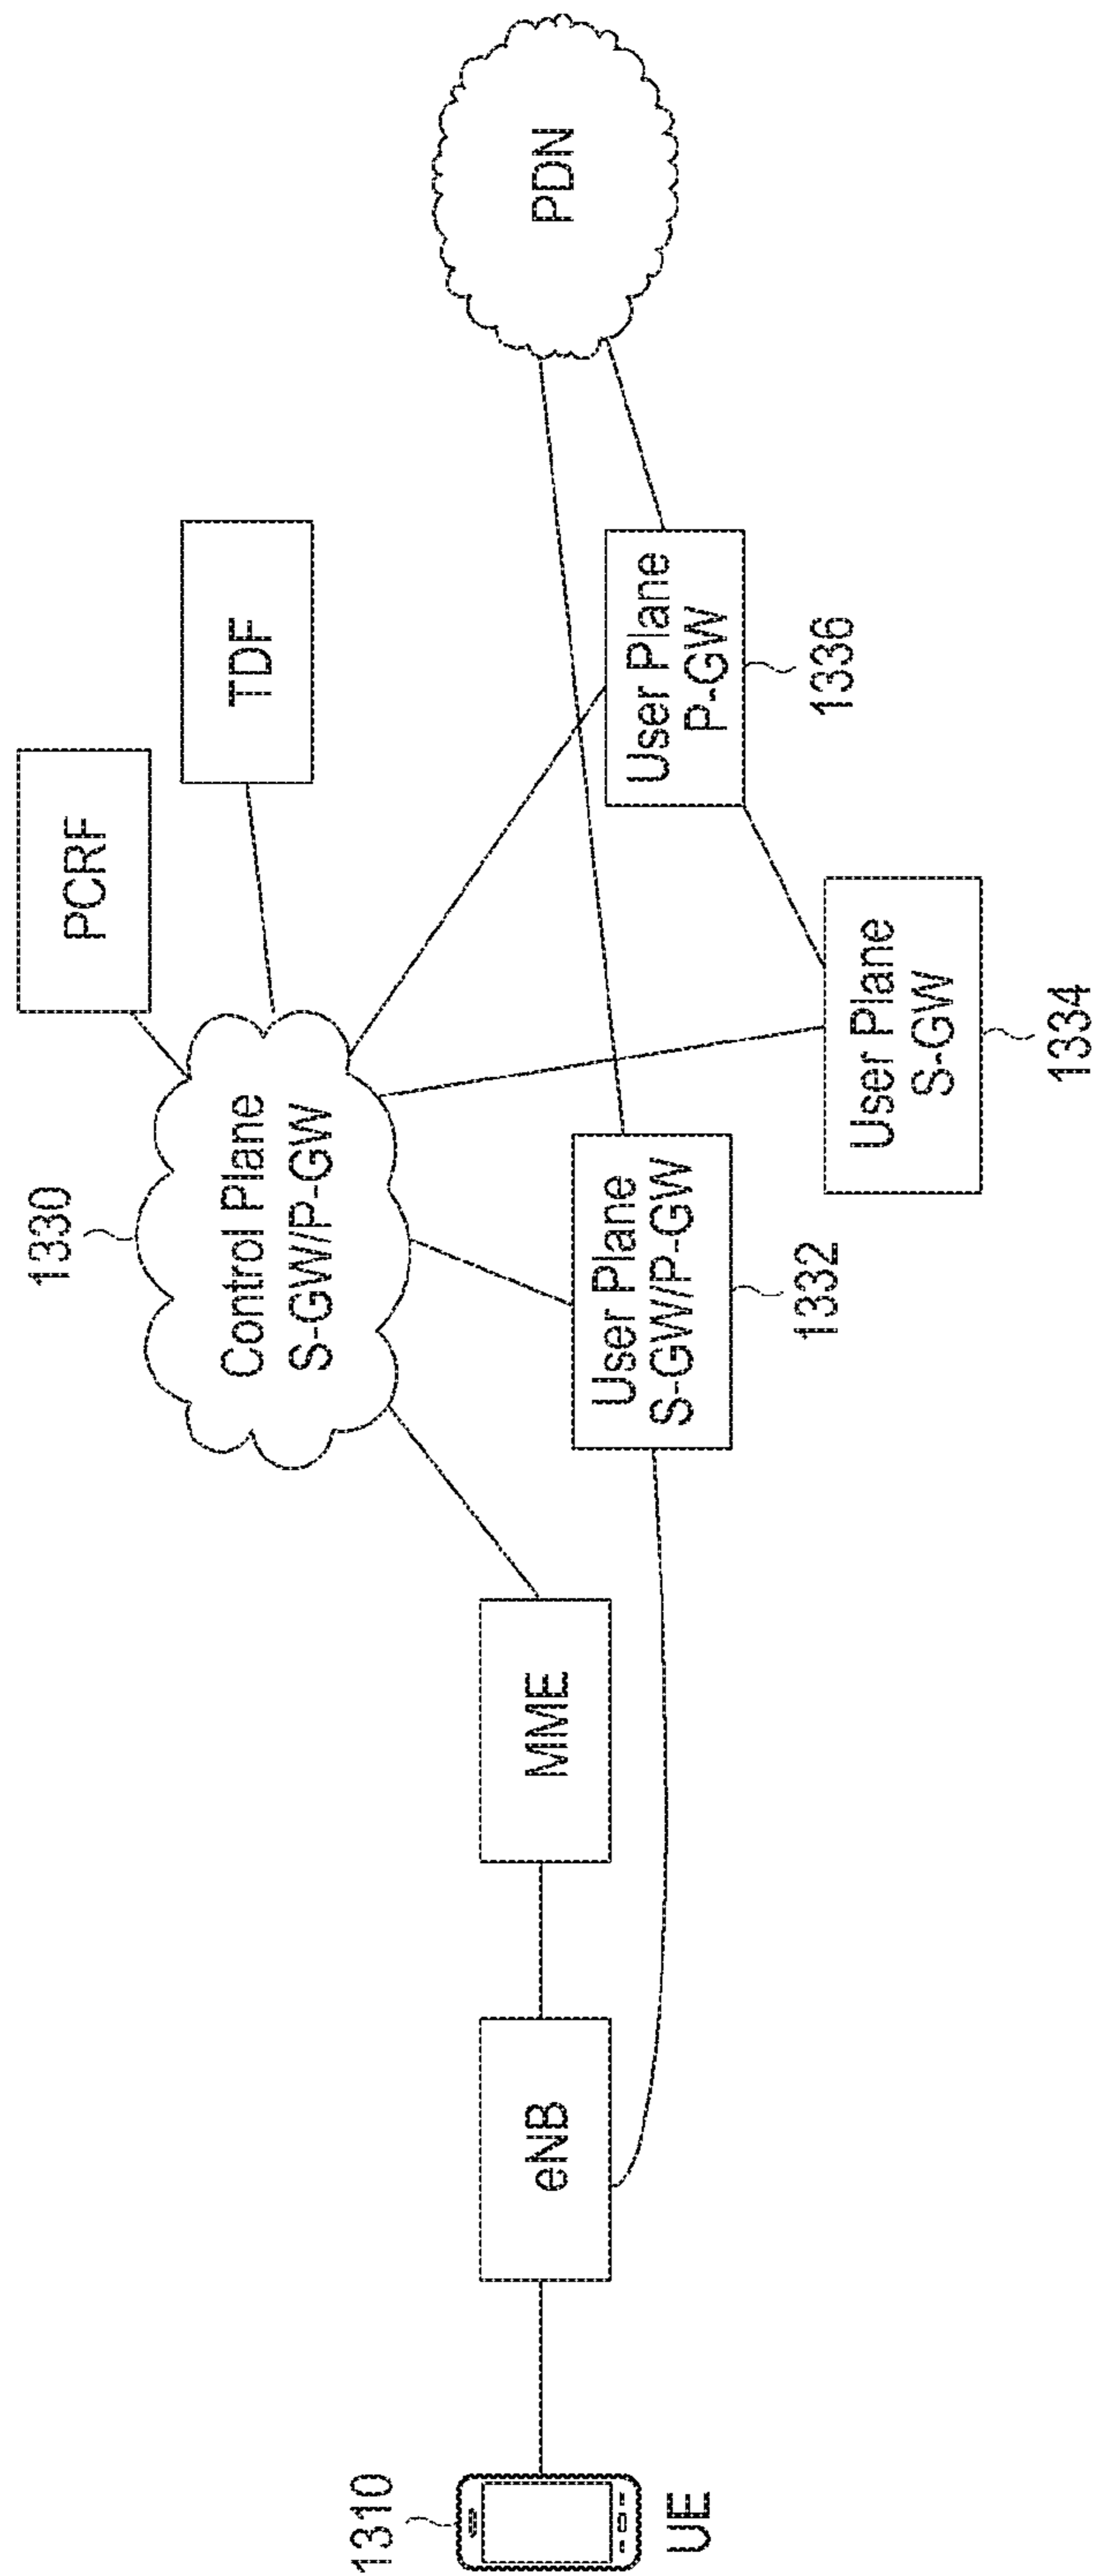 1310
UE
eNB
MME
1330
Control Plane
S-GW/P-GW
PCRF
TDF
User Plane
S-GW/P-GW
1332
User Plane
S-GW
1334
User Plane
P-GW
1336
PDN